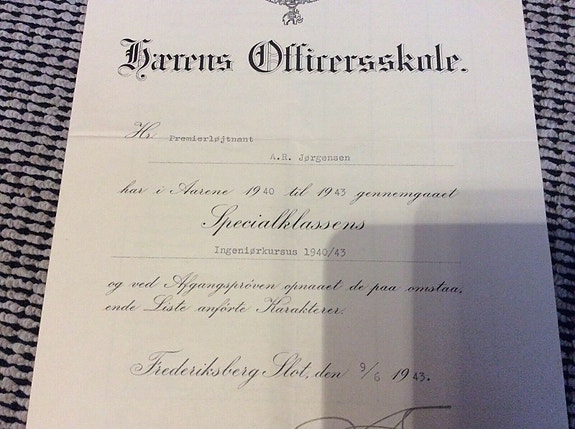 Hærens Officersskole.
Hr. Premierløjtnant
A.R. Jørgensen
har i Aarene 1940 til 1943 gennemgaaet
Specialklassens
Ingeniørkursus 1940/43
og ved Afgangsprøven opnaaet de paa omstaa,
ende Liste anførte Karakterer.
Frederiksberg Slot, den 9/6 1943.